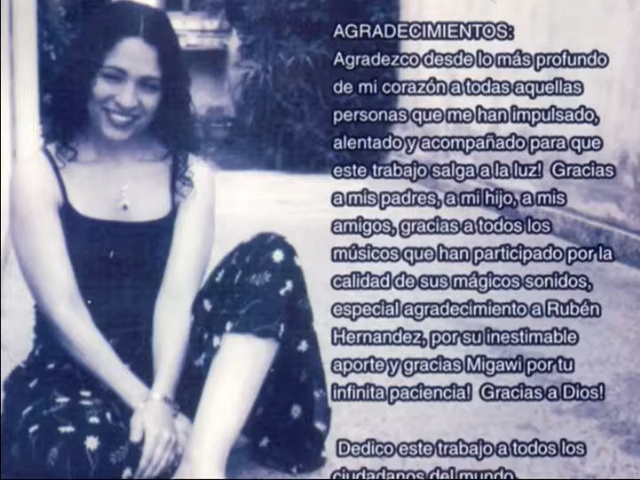 AGRADECIMIENTOS:
Agradezco desde lo más profundo
de mi corazón a todas aquellas
personas que me han impulsado,
alentado y acompañado para que
este trabajo salga a la luz!  Gracias
a mis padres, a mi hijo, a mis
amigos, gracias a todos los
músicos que han participado por la
calidad de sus mágicos sonidos,
especial agradecimiento a Rubén
Hernandez, por su inestimable
aporte y gracias Migawi por tu
infinita paciencia!  Gracias a Dios!
Dedico este trabajo a todos los
ciudadanos del mundo